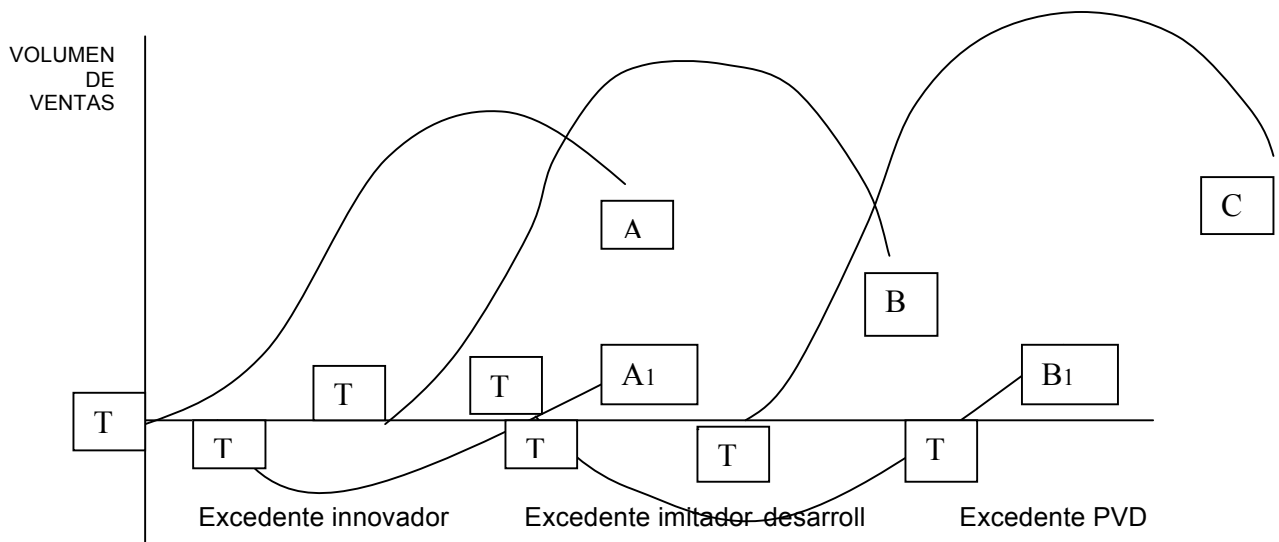 VOLUMEN
DE
VENTAS
A
C
B
A1
B1
T
T
T
T
T
T
T
Excedente innovador
Excedente imitador desarroll
Excedente PVD